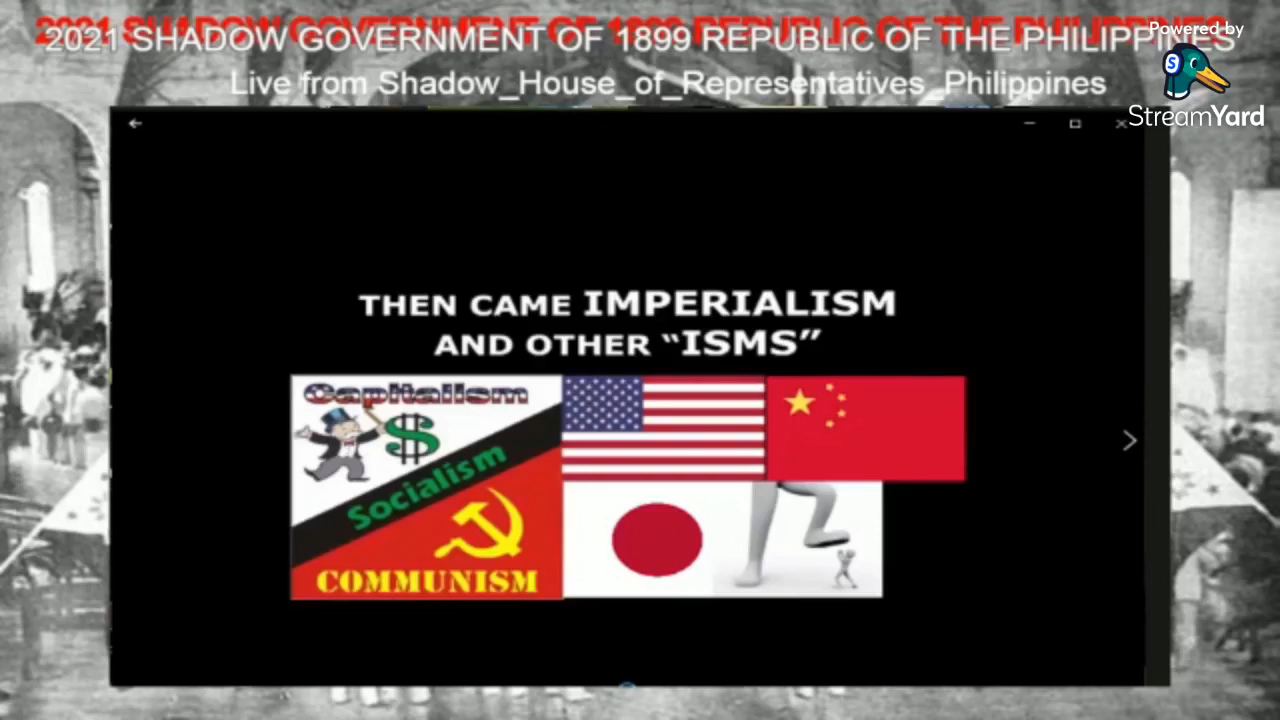 2021 SHADOW GOVERNMENT OF 1899 REPUBLIC OF THE PHILIPPINES
Live from Shadow_House_of_Representatives_Philippines
Powered by
StreamYard
THEN CAME IMPERIALISM
AND OTHER “ISMS”
Capitalism
$
Socialism
COMMUNISM